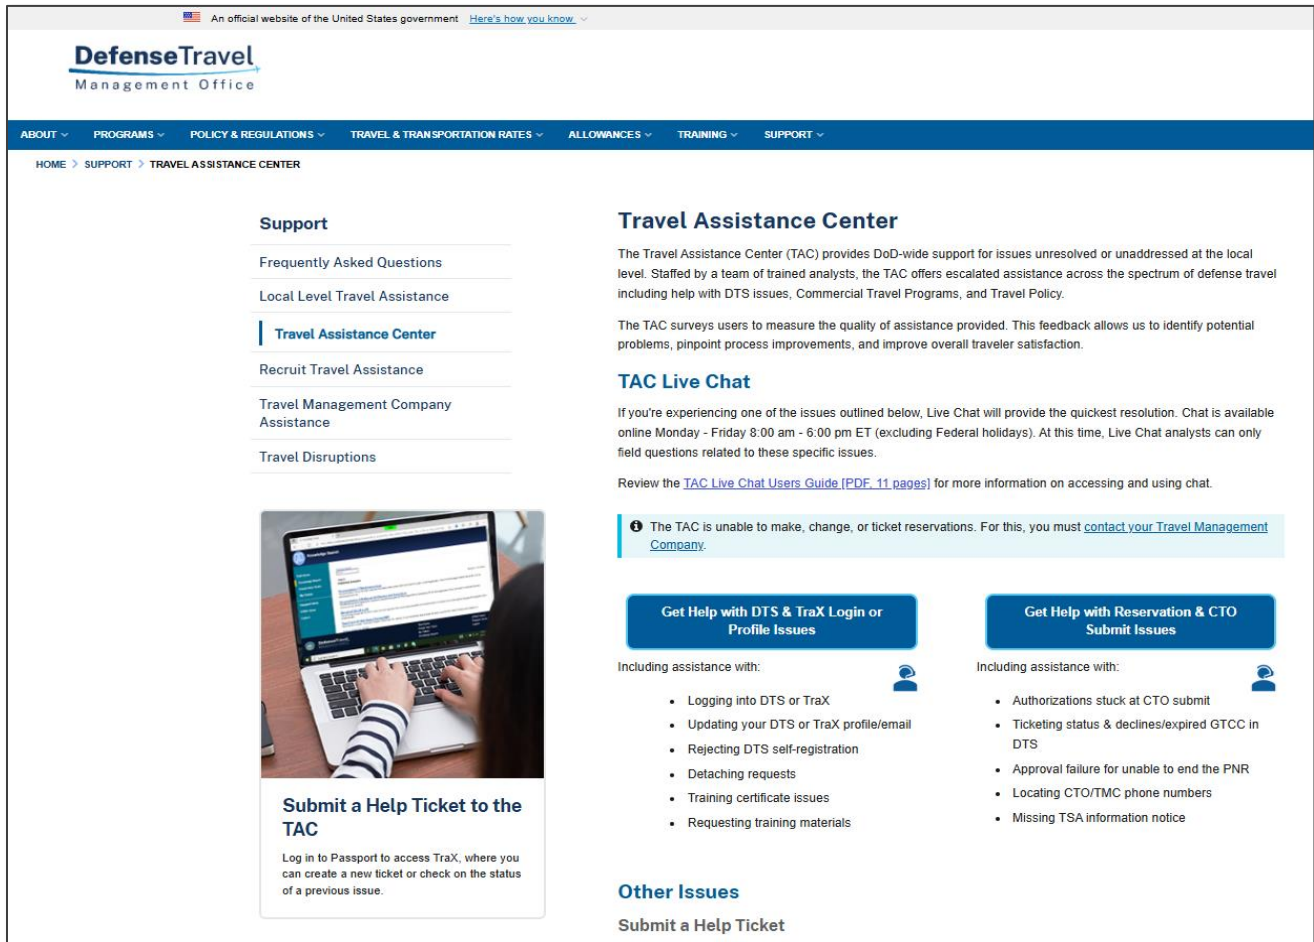 An official website of the United States government Here's how you know
DefenseTravel
Management Office
ABOUT PROGRAMS POLICY & REGULATIONS TRAVEL & TRANSPORTATION RATES ALLOWANCES TRAINING SUPPORT
HOME > SUPPORT > TRAVEL ASSISTANCE CENTER
Support
Frequently Asked Questions
Local Level Travel Assistance
Travel Assistance Center
Recruit Travel Assistance
Travel Management Company
Assistance
Travel Disruptions
Submit a Help Ticket to the
TAC
Log in to Passport to access TraX, where you
can create a new ticket or check on the status
of a previous issue.
Travel Assistance Center
The Travel Assistance Center (TAC) provides DoD-wide support for issues unresolved or unaddressed at the local
level. Staffed by a team of trained analysts, the TAC offers escalated assistance across the spectrum of defense travel
including help with DTS issues, Commercial Travel Programs, and Travel Policy.
The TAC surveys users to measure the quality of assistance provided. This feedback allows us to identify potential
problems, pinpoint process improvements, and improve overall traveler satisfaction.
TAC Live Chat
If you're experiencing one of the issues outlined below, Live Chat will provide the quickest resolution. Chat is available
online Monday - Friday 8:00 am - 6:00 pm ET (excluding Federal holidays). At this time, Live Chat analysts can only
field questions related to these specific issues.
Review the TAC Live Chat Users Guide [PDF, 11 pages] for more information on accessing and using chat.
The TAC is unable to make, change, or ticket reservations. For this, you must contact your Travel Management
Company.
Get Help with DTS & TraX Login or
Profile Issues
Including assistance with:
• Logging into DTS or TraX
• Updating your DTS or TraX profile/email
• Rejecting DTS self-registration
• Detaching requests
• Training certificate issues
• Requesting training materials
Get Help with Reservation & CTO
Submit Issues
Including assistance with:
• Authorizations stuck at CTO submit
• Ticketing status & declines/expired GTCC in
DTS
• Approval failure for unable to end the PNR
• Locating CTO/TMC phone numbers
• Missing TSA information notice
Other Issues
Submit a Help Ticket